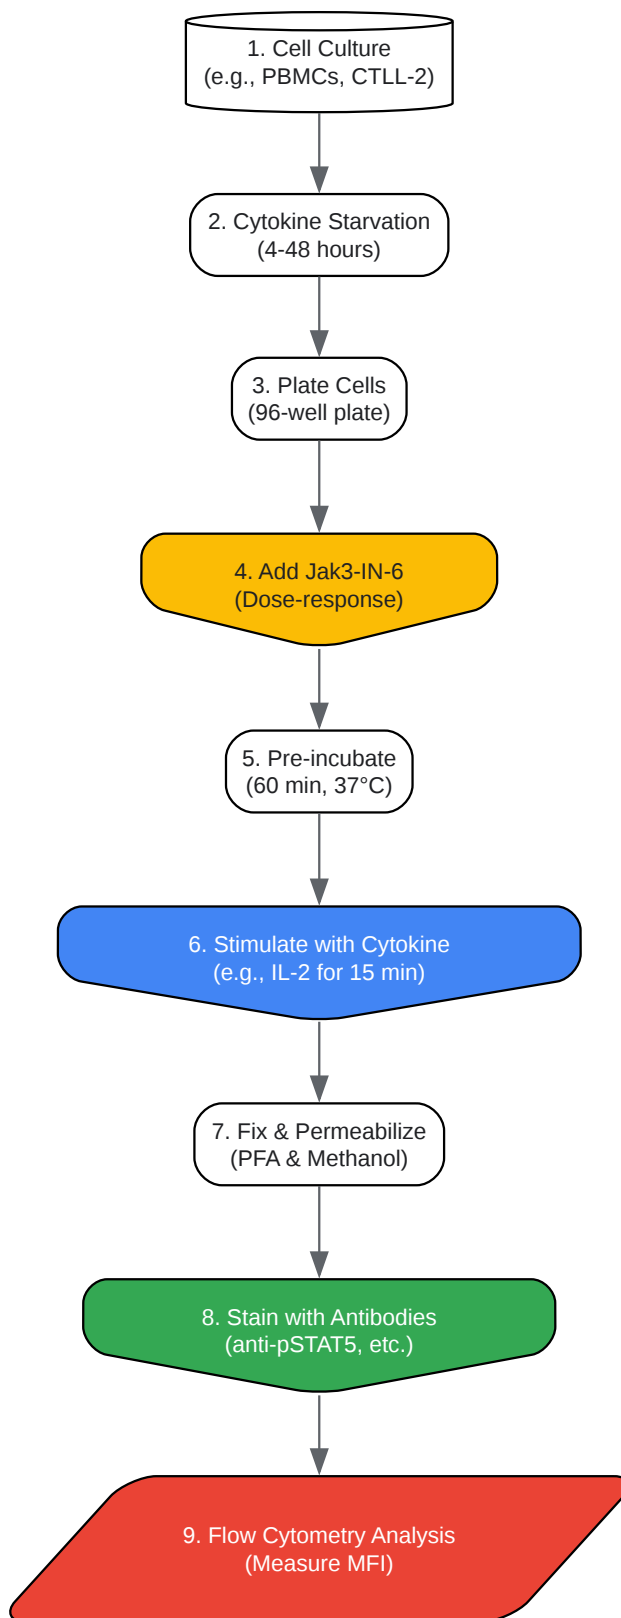 1. Cell Culture
(e.g., PBMCs, CTLL-2)
2. Cytokine Starvation
(4-48 hours)
3. Plate Cells
(96-well plate)
4. Add Jak3-IN-6
(Dose-response)
5. Pre-incubate
(60 min, 37°C)
6. Stimulate with Cytokine
(e.g., IL-2 for 15 min)
7. Fix & Permeabilize
(PFA & Methanol)
8. Stain with Antibodies
(anti-pSTAT5, etc.)
9. Flow Cytometry Analysis
(Measure MFI)